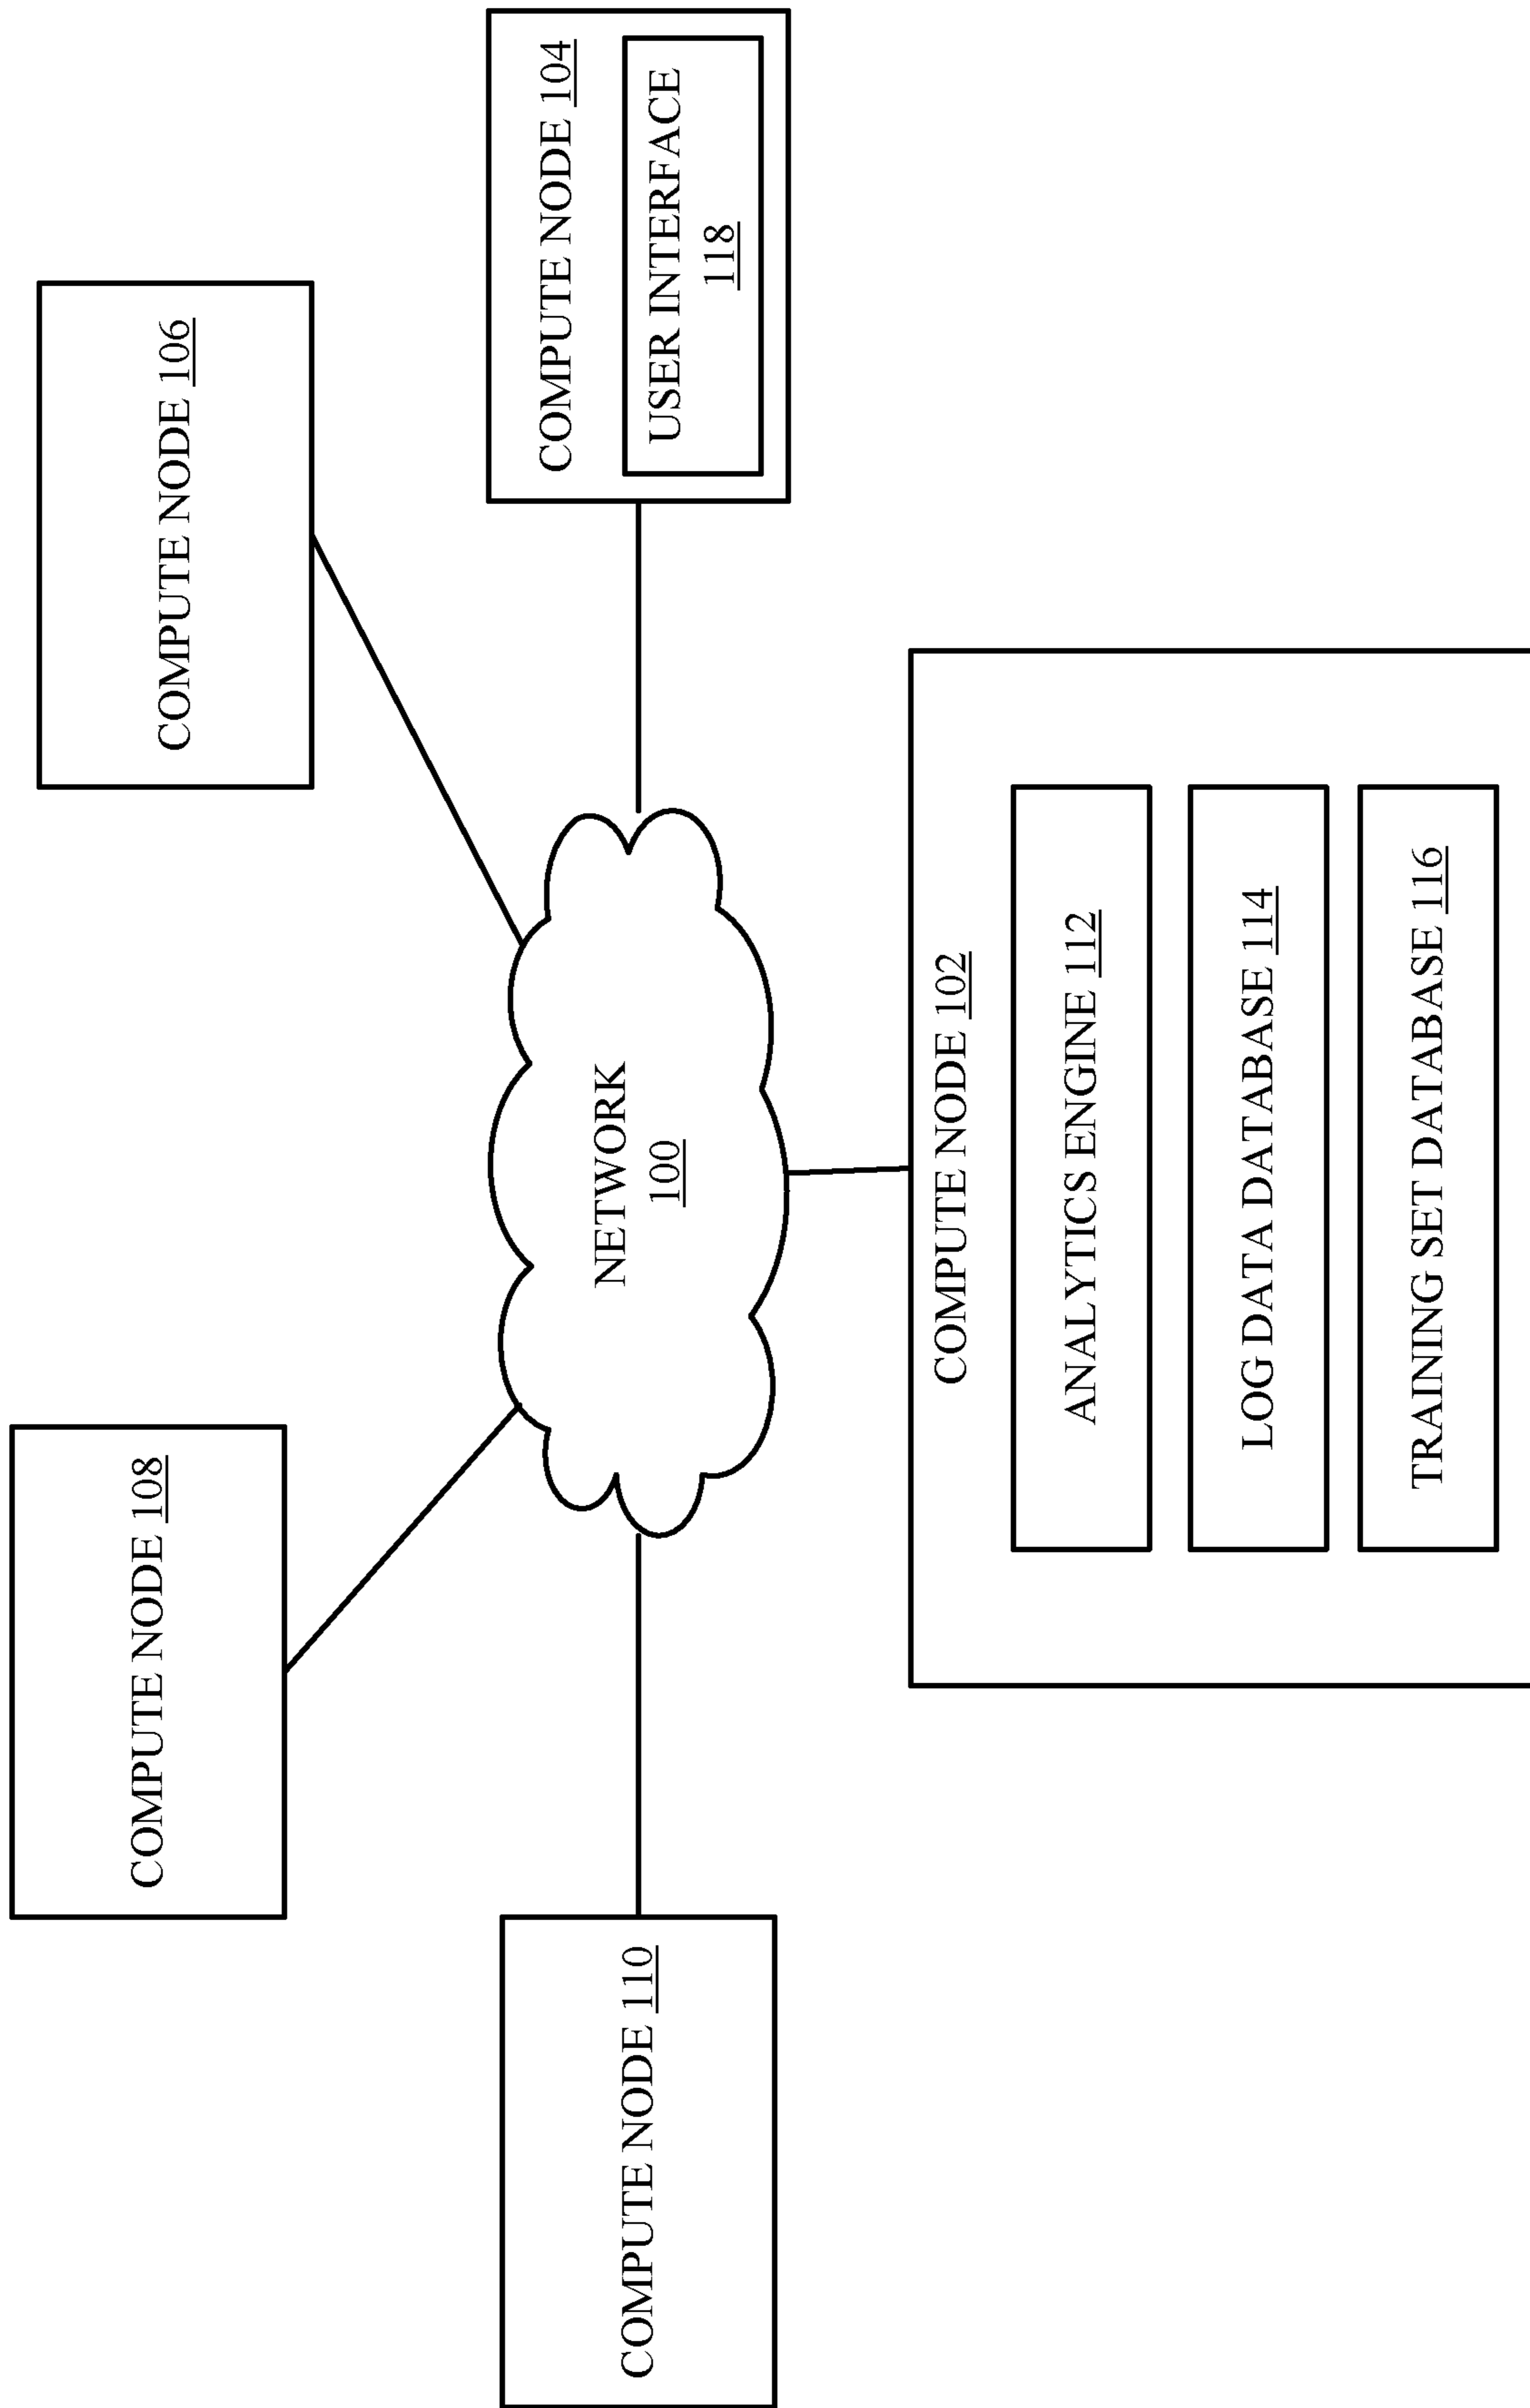 COMPUTE NODE 108
COMPUTE NODE 106
COMPUTE NODE 110
NETWORK
100
COMPUTE NODE 104
USER INTERFACE
118
COMPUTE NODE 102
ANALYTICS ENGINE 112
LOG DATA DATABASE 114
TRAINING SET DATABASE 116